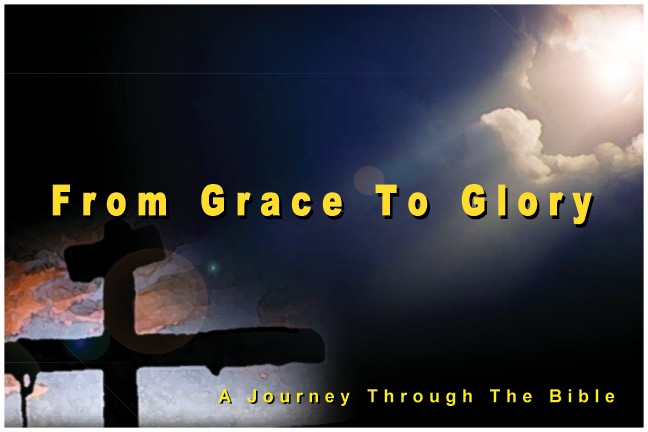 From Grace To Glory
A Journey Through The Bible